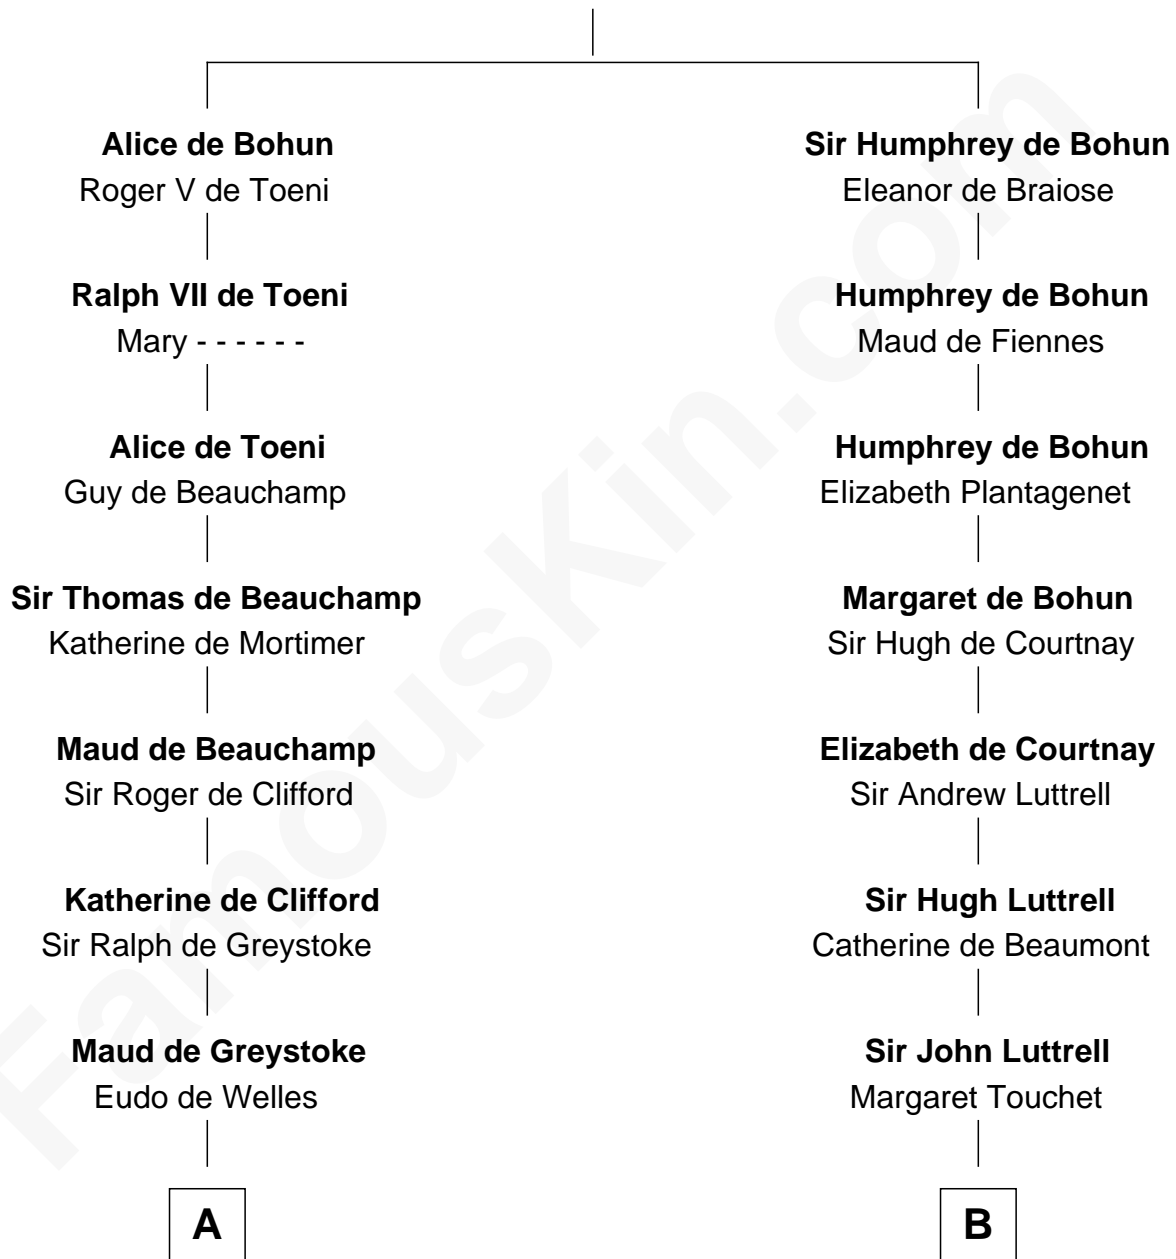 Alice de Bohun
Roger V de Toeni
Ralph VII de Toeni
Mary - - - - - -
Alice de Toeni
Guy de Beauchamp
Sir Thomas de Beauchamp
Katherine de Mortimer
Maud de Beauchamp
Sir Roger de Clifford
Katherine de Clifford
Sir Ralph de Greystoke
Maud de Greystoke
Eudo de Welles
A
Sir Humphrey de Bohun
Eleanor de Braiose
Humphrey de Bohun
Maud de Fiennes
Humphrey de Bohun
Elizabeth Plantagenet
Margaret de Bohun
Sir Hugh de Courtnay
Elizabeth de Courtnay
Sir Andrew Luttrell
Sir Hugh Luttrell
Catherine de Beaumont
Sir John Luttrell
Margaret Touchet
B
FamousKin.com